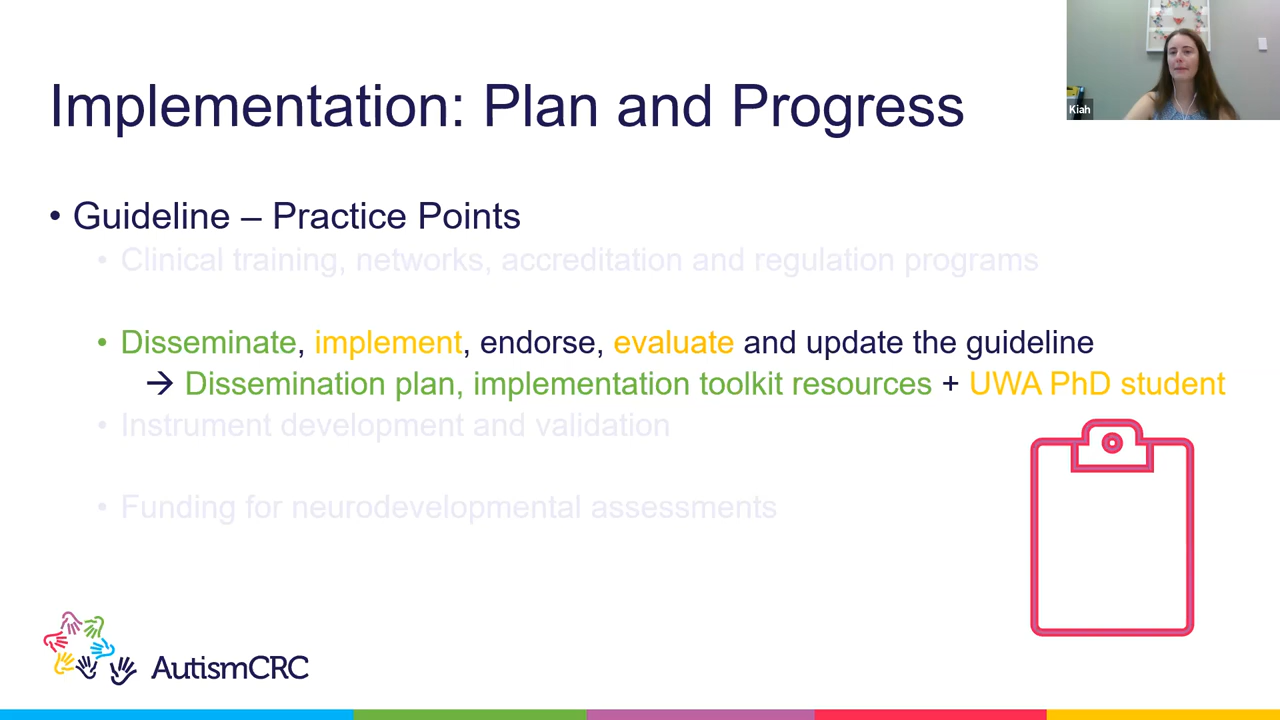 Implementation: Plan and Progress
Kiah
• Guideline – Practice Points
• Clinical training, networks, accreditation and regulation programs
• Disseminate, implement, endorse, evaluate and update the guideline
→ Dissemination plan, implementation toolkit resources + UWA PhD student
• Instrument development and validation
• Funding for neurodevelopmental assessments
AutismCRC